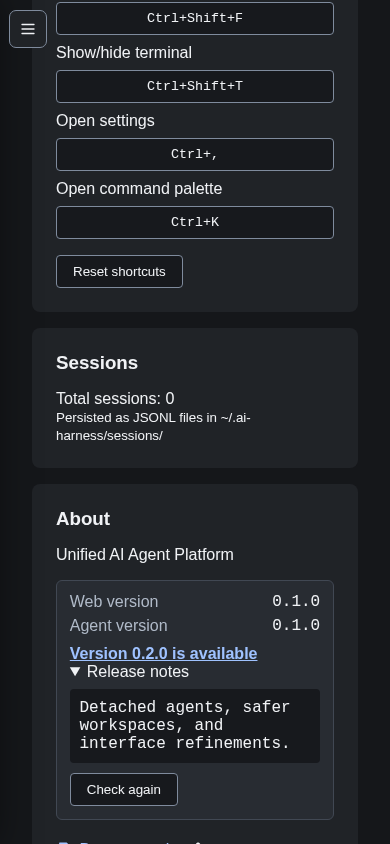 Ctrl+Shift+F
Show/hide terminal
Ctrl+Shift+T
Open settings
Ctrl+,
Open command palette
Ctrl+K
Reset shortcuts
Sessions
Total sessions: 0
Persisted as JSONL files in ~/.ai-
harness/sessions/
About
Unified AI Agent Platform
Web version 0.1.0
Agent version 0.1.0
Version 0.2.0 is available
Release notes
Detached agents, safer
workspaces, and
interface refinements.
Check again